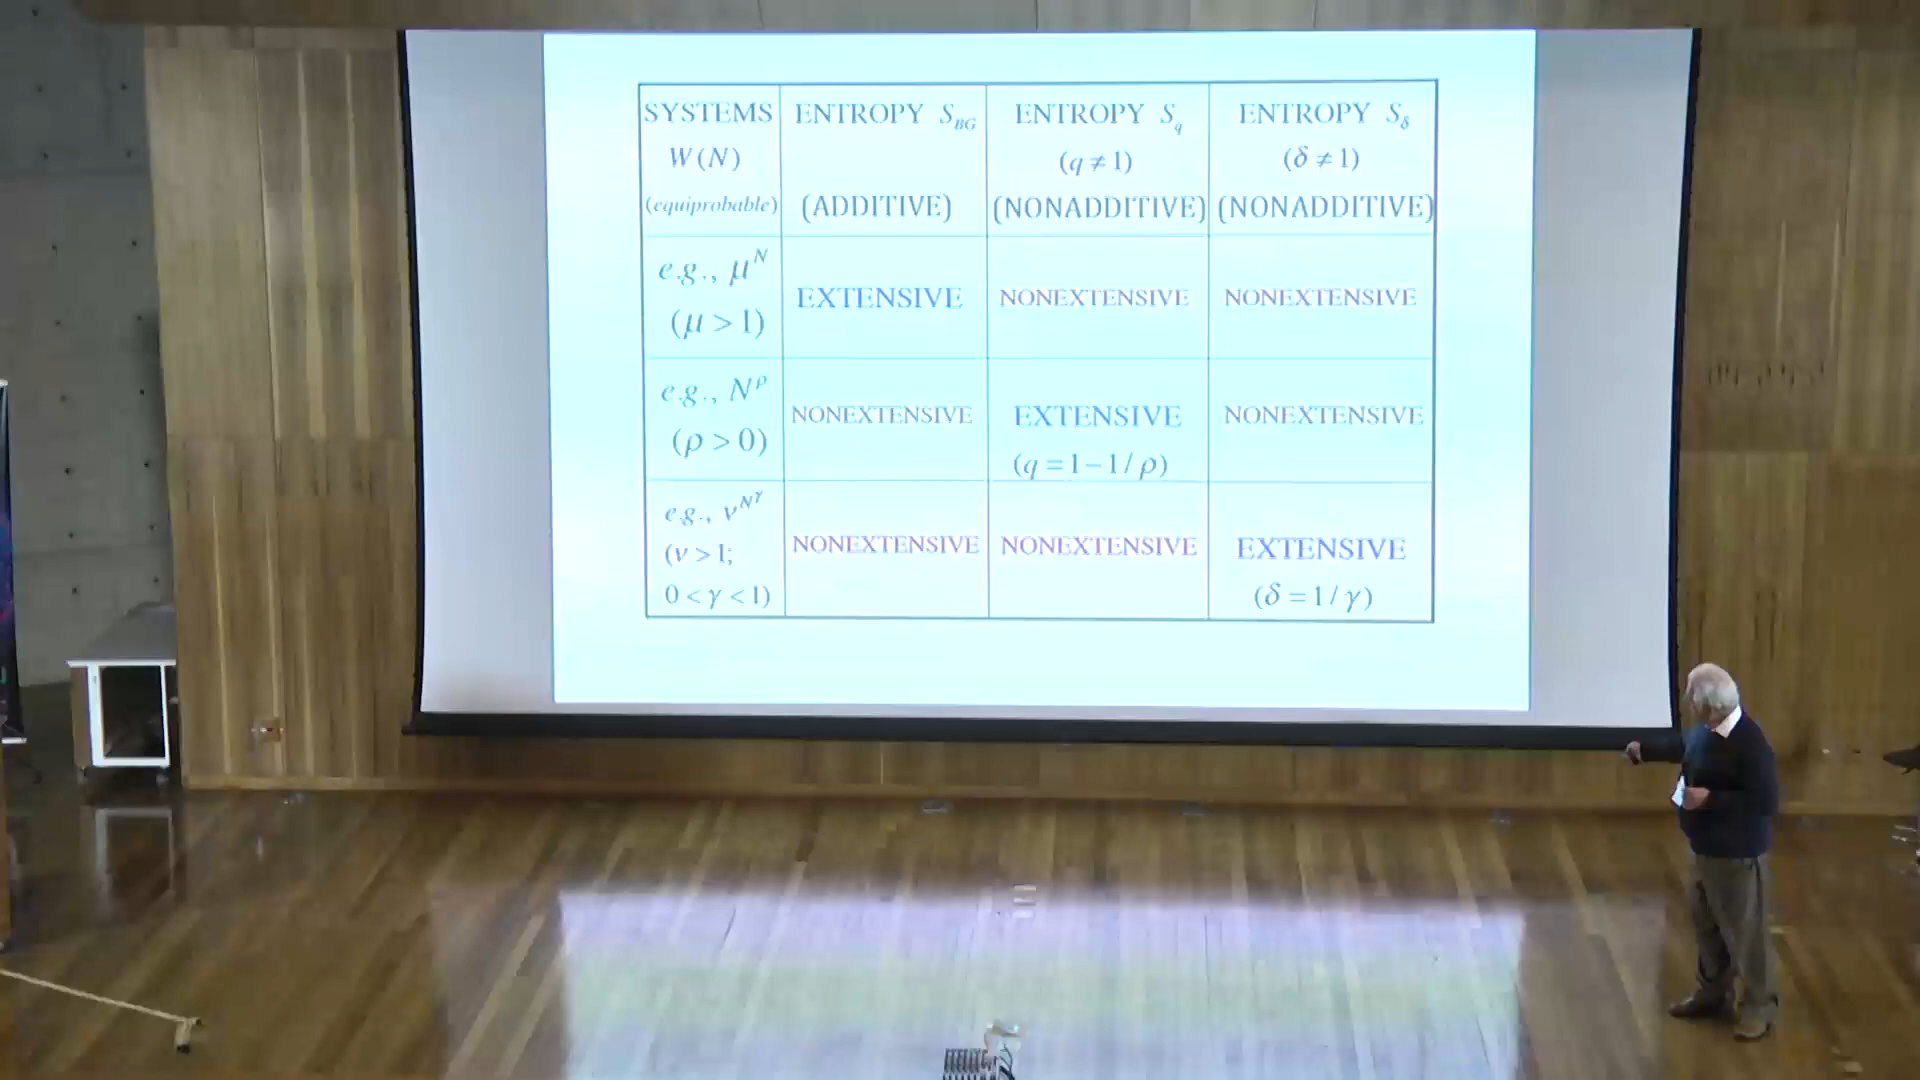 SYSTEMS
W(N)
(equiprobable)
ENTROPY S_BG
(ADDITIVE)
ENTROPY S_q
(q ≠ 1)
(NONADDITIVE)
ENTROPY S_δ
(δ ≠ 1)
(NONADDITIVE)
e.g., μ^N
(μ > 1)
EXTENSIVE
NONEXTENSIVE
NONEXTENSIVE
e.g., N^ρ
(ρ > 0)
NONEXTENSIVE
EXTENSIVE
(q = 1 – 1 / ρ)
NONEXTENSIVE
e.g., ν^N^γ
(ν > 1;
0 < γ < 1)
NONEXTENSIVE
NONEXTENSIVE
EXTENSIVE
(δ = 1 / γ)